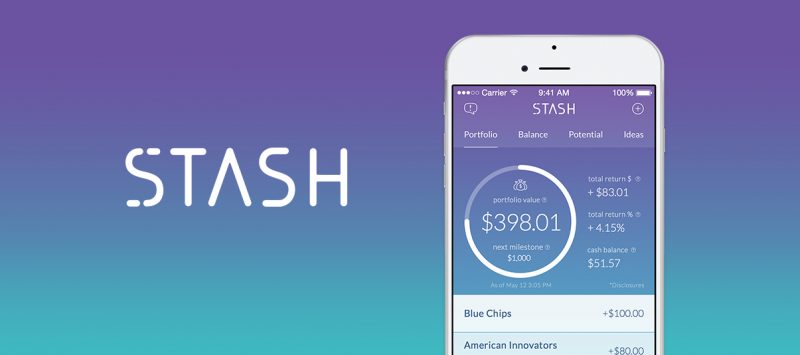 STASH
Carrier 9:41 AM 100%
STASH
Portfolio Balance Potential Ideas
portfolio value ?
$398.01
next milestone ?
$1,000
total return $ ?
+ $83.01
total return % ?
+ 4.15%
cash balance ?
$51.57
As of May 12 3:05 PM *Disclosures
Blue Chips +$100.00
American Innovators +$80.00